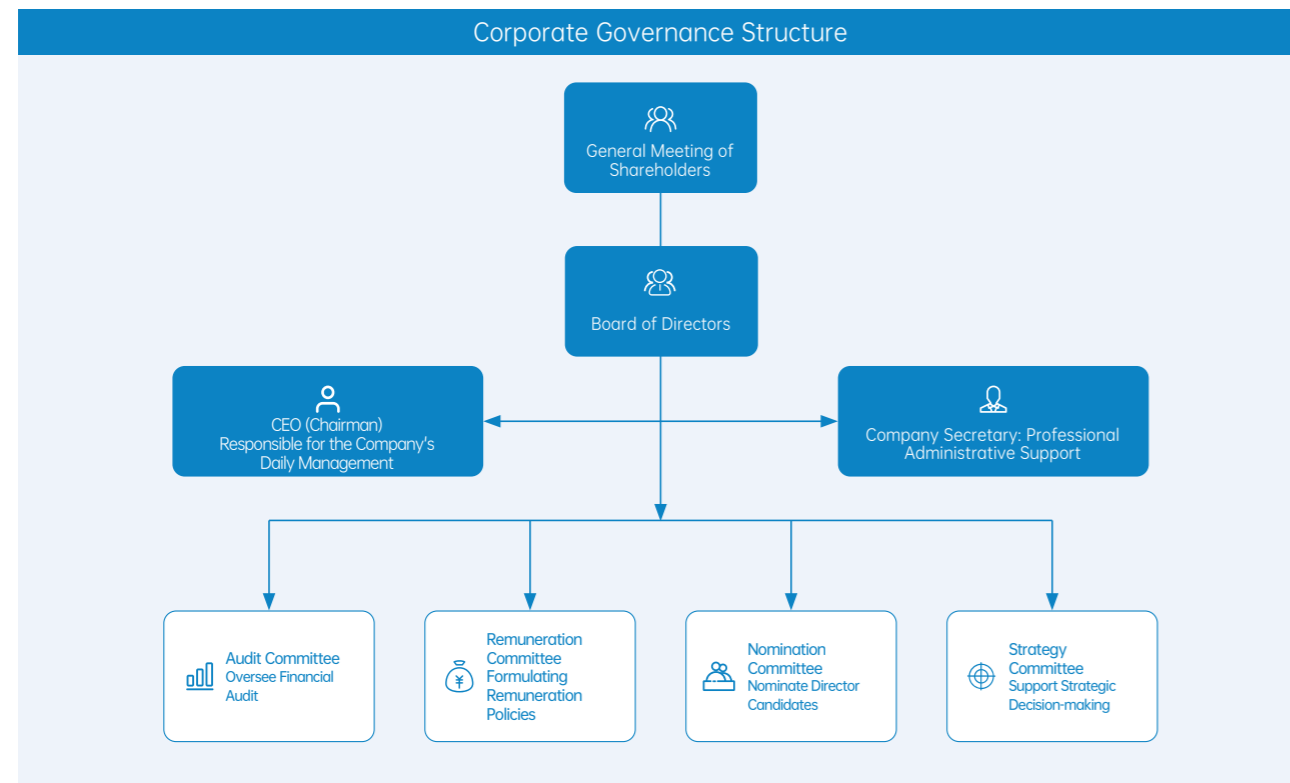 Corporate Governance Structure
General Meeting of
Shareholders
Board of Directors
CEO (Chairman)
Responsible for the Company's
Daily Management
Company Secretary: Professional
Administrative Support
Audit Committee
Oversee Financial
Audit
Remuneration
Committee
Formulating
Remuneration
Policies
Nomination
Committee
Nominate Director
Candidates
Strategy
Committee
Support Strategic
Decision-making